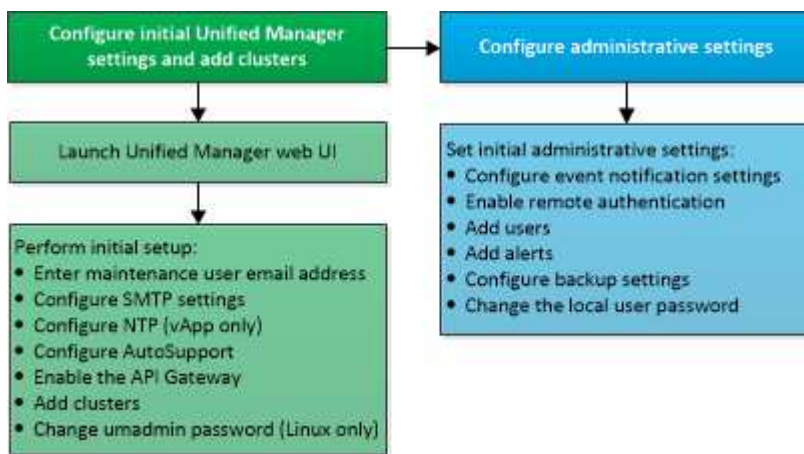 Configure initial Unified Manager
settings and add clusters
Launch Unified Manager web UI
Perform initial setup:
• Enter maintenance user email address
• Configure SMTP settings
• Configure NTP (vApp only)
• Configure AutoSupport
• Enable the API Gateway
• Add clusters
• Change umadmin password (Linux only)
Configure administrative settings
Set initial administrative settings:
• Configure event notification settings
• Enable remote authentication
• Add users
• Add alerts
• Configure backup settings
• Change the local user password